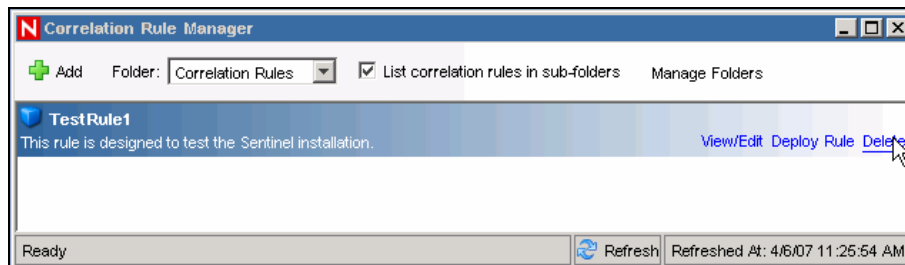 N Correlation Rule Manager
Add Folder: Correlation Rules List correlation rules in sub-folders Manage Folders
TestRule1
This rule is designed to test the Sentinel installation. View/Edit Deploy Rule Delete
Ready Refresh Refreshed At: 4/6/07 11:25:54 AM